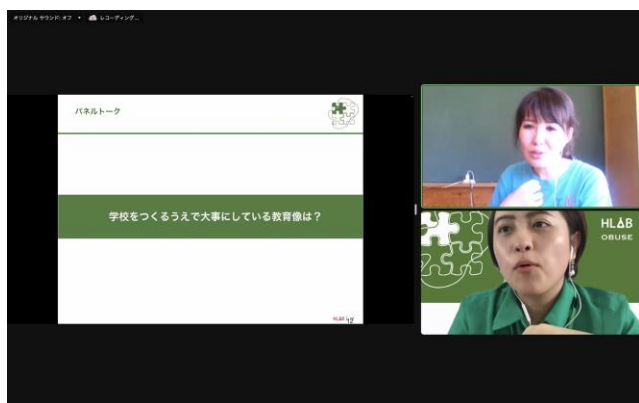 オリジナル サウンド: オフ
レコーディング...
パネルトーク
学校をつくるうえで大事にしている教育像は？
HLAB
OBUSE
HLAB